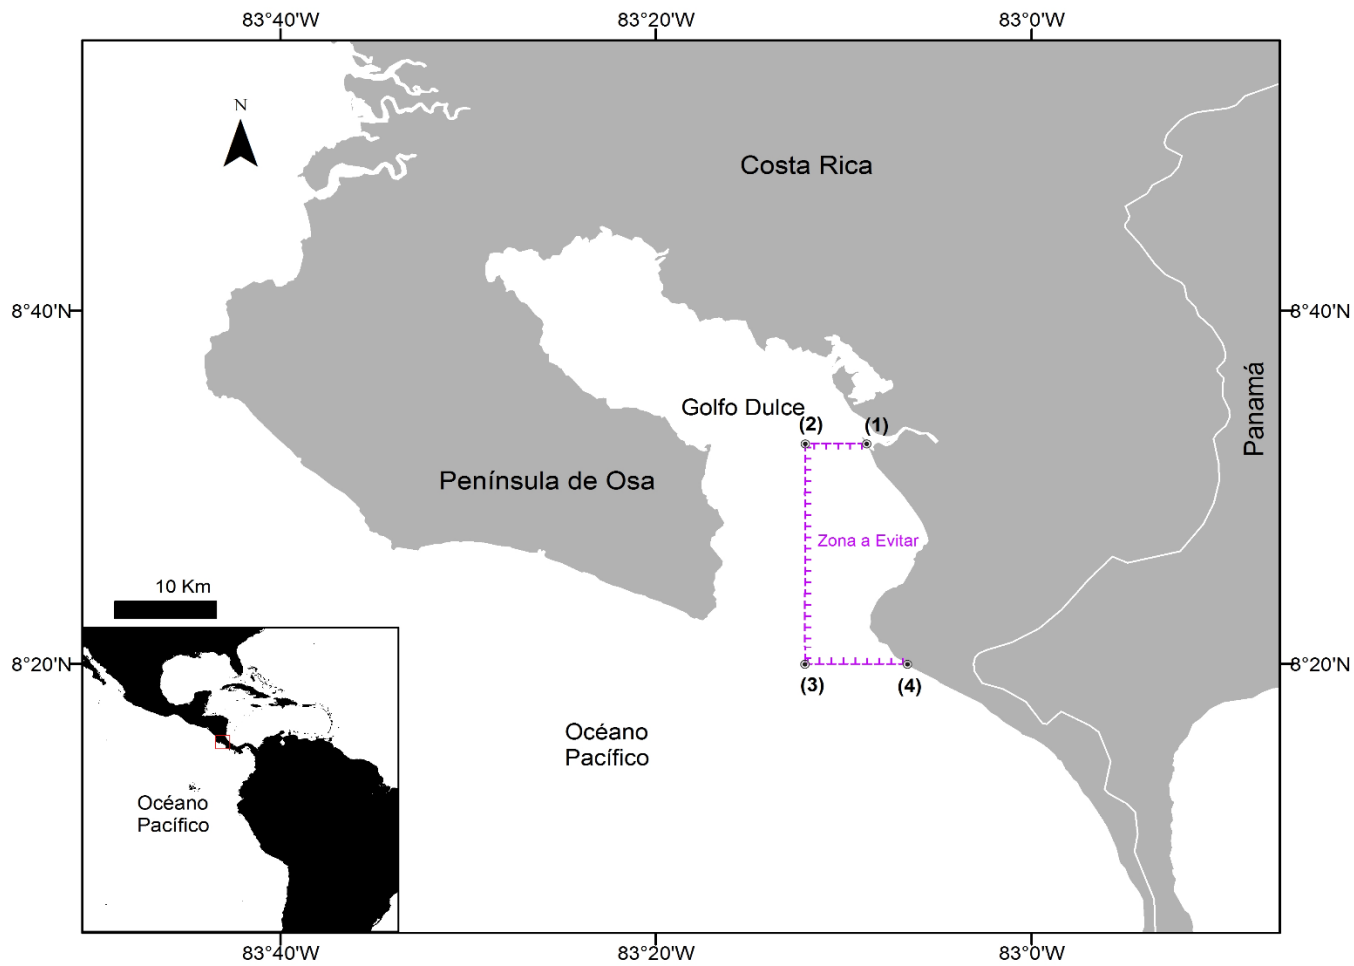 83°40'W
83°20'W
83°0'W
N
Costa Rica
8°40'N
8°40'N
Panamá
Golfo Dulce
(2)
(1)
Península de Osa
Zona a Evitar
10 Km
8°20'N
8°20'N
(3)
(4)
Océano
Pacífico
Océano
Pacífico
83°40'W
83°20'W
83°0'W